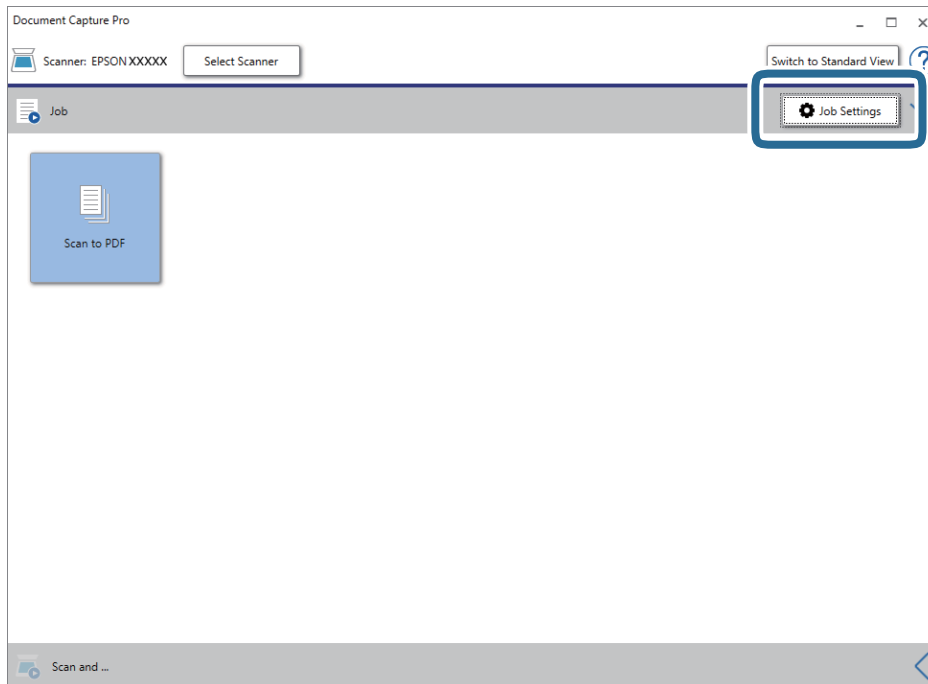 Document Capture Pro
Scanner: EPSON XXXXX
Select Scanner
Switch to Standard View
?
Job
Job Settings
Scan to PDF
Scan and ...